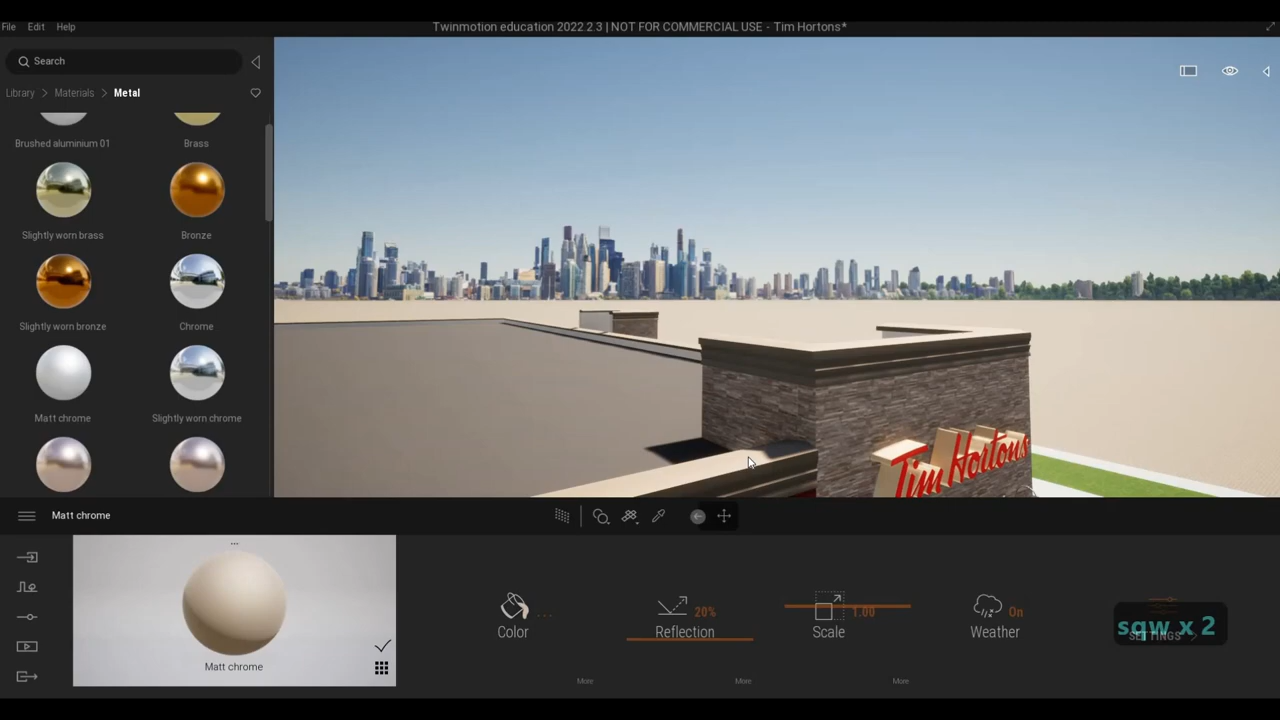 Twinmotion education 2022.2.3 | NOT FOR COMMERCIAL USE - Tim Hortons*
File Edit Help
Search
Library > Materials > Metal
Brushed aluminium 01 Brass
Slightly worn brass Bronze
Slightly worn bronze Chrome
Matt chrome Slightly worn chrome
Tim Hortons
Matt chrome
...
Matt chrome
Color ...
Reflection 20%
Scale 1.00
Weather On
SETTINGS >
sqw x 2
More More More